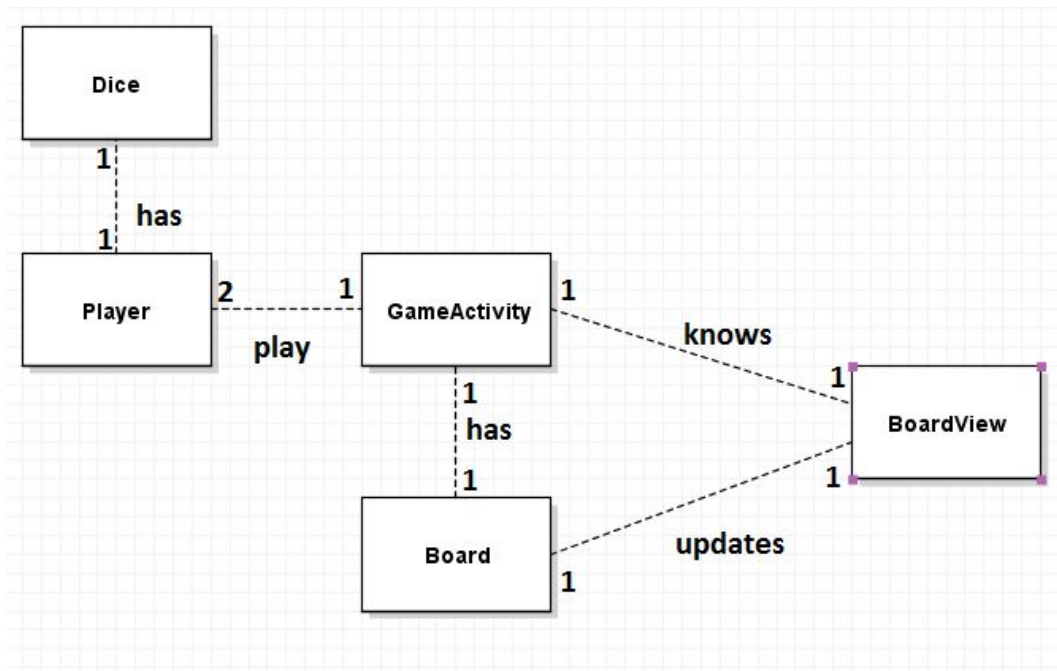 Dice
1
has
1
Player
2
play
1
GameActivity
1
knows
1
BoardView
1
has
1
Board
1
updates
1